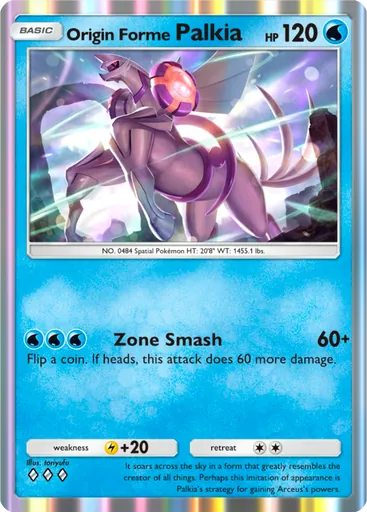 BASIC Origin Forme Palkia HP 120
NO. 0484 Spatial Pokémon HT: 20'8" WT: 1455.1 lbs.
Zone Smash 60+
Flip a coin. If heads, this attack does 60 more damage.
weakness +20 retreat
Illus. toriyufu
It soars across the sky in a form that greatly resembles the
creator of all things. Perhaps this imitation of appearance is
Palkia's strategy for gaining Arceus's powers.